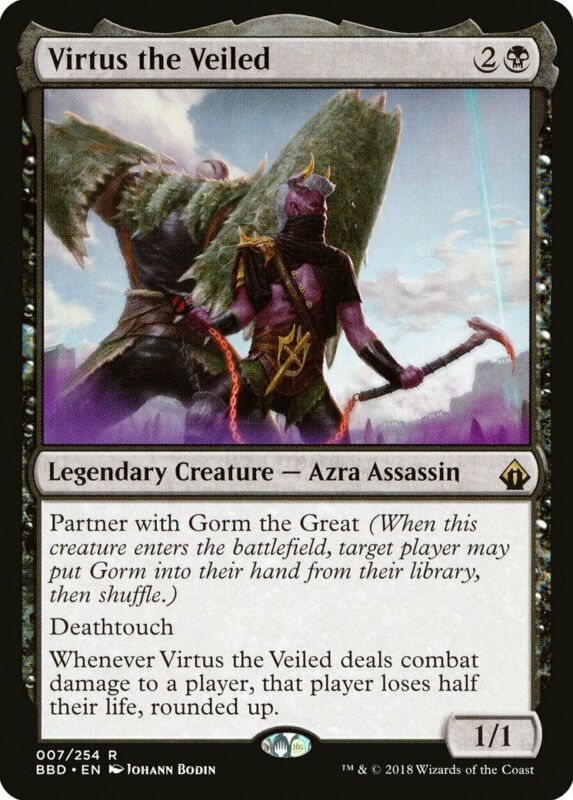 Virtus the Veiled 2
Legendary Creature — Azra Assassin
Partner with Gorm the Great (When this
creature enters the battlefield, target player may
put Gorm into their hand from their library,
then shuffle.)
Deathtouch
Whenever Virtus the Veiled deals combat
damage to a player, that player loses half
their life, rounded up.
1/1
007/254 R
BBD • EN Johann Bodin
™ & © 2018 Wizards of the Coast